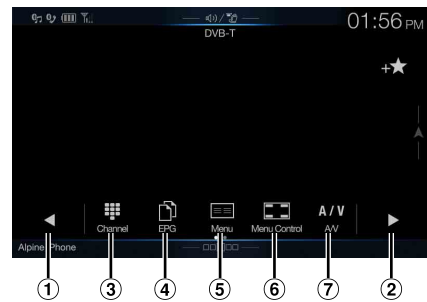 01:56 PM
DVB-T
+★
A / V
Channel
EPG
Menu
Menu Control
A/V
Alpine Phone
① ③ ④ ⑤ ⑥ ⑦ ②